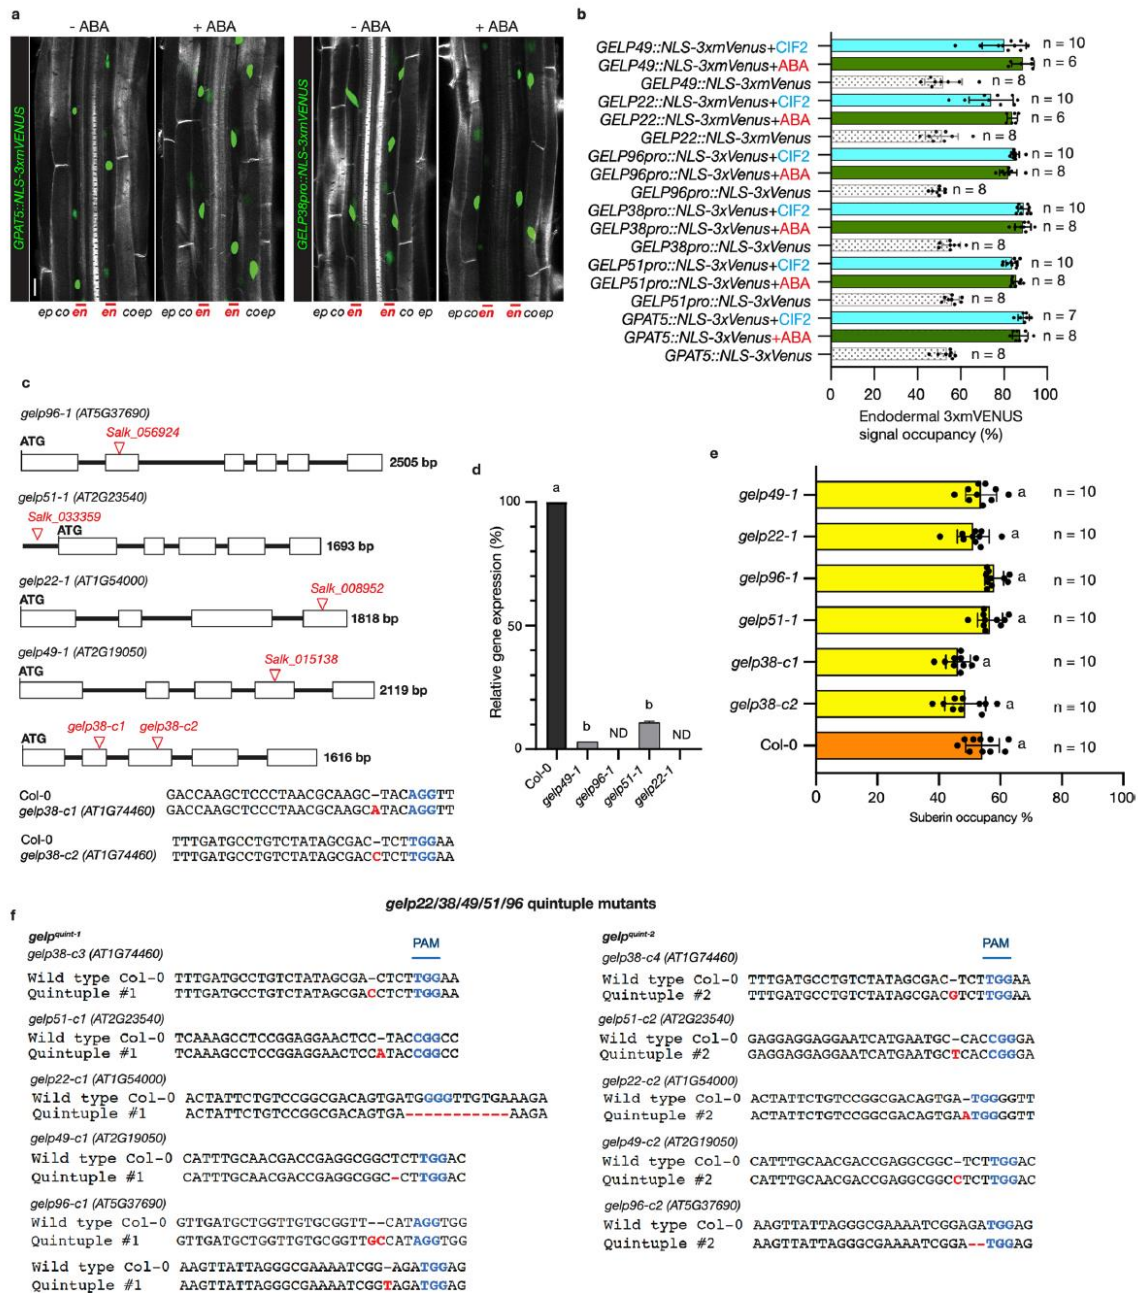 a
- ABA
+ ABA
- ABA
+ ABA
GPAT5::NLS-3xmVENUS
GELP38pro::NLS-3xmVENUS
ep co en en co ep
ep co en en co ep
ep co en en co ep
ep co en en co ep
b
GELP49::NLS-3xmVenus+CIF2 n = 10
GELP49::NLS-3xmVenus+ABA n = 6
GELP49::NLS-3xmVenus n = 8
GELP22::NLS-3xmVenus+CIF2 n = 10
GELP22::NLS-3xmVenus+ABA n = 6
GELP22::NLS-3xmVenus n = 8
GELP96pro::NLS-3xVenus+CIF2 n = 10
GELP96pro::NLS-3xmVenus+ABA n = 8
GELP96pro::NLS-3xVenus n = 8
GELP38pro::NLS-3xVenus+CIF2 n = 10
GELP38pro::NLS-3xVenus+ABA n = 8
GELP38pro::NLS-3xVenus n = 8
GELP51pro::NLS-3xVenus+CIF2 n = 10
GELP51pro::NLS-3xVenus+ABA n = 8
GELP51pro::NLS-3xVenus n = 8
GPAT5::NLS-3xVenus+CIF2 n = 7
GPAT5::NLS-3xVenus+ABA n = 8
GPAT5::NLS-3xVenus n = 8
0 20 40 60 80 100
Endodermal 3xmVENUS
signal occupancy (%)
c
gelp96-1 (AT5G37690)
Salk_056924
ATG
2505 bp
gelp51-1 (AT2G23540)
Salk_033359
ATG
1693 bp
gelp22-1 (AT1G54000)
Salk_008952
ATG
1818 bp
gelp49-1 (AT2G19050)
Salk_015138
ATG
2119 bp
gelp38-c1 gelp38-c2
ATG
1616 bp
Col-0 GACCAAGCTCCCTAACGCAAGC-TACAGGTT
gelp38-c1 (AT1G74460) GACCAAGCTCCCTAACGCAAGCATACAGGTT
Col-0 TTTGATGCCTGTCTATAGCGAC-TCTTGGAA
gelp38-c2 (AT1G74460) TTTGATGCCTGTCTATAGCGACCTCTTGGAA
d
Relative gene expression (%)
100
50
0
a
b
ND
b
ND
Col-0
gelp49-1
gelp96-1
gelp51-1
gelp22-1
e
gelp49-1 a n = 10
gelp22-1 a n = 10
gelp96-1 a n = 10
gelp51-1 a n = 10
gelp38-c1 a n = 10
gelp38-c2 a n = 10
Col-0 a n = 10
0 20 40 60 80 100
Suberin occupancy %
f
gelp22/38/49/51/96 quintuple mutants
gelpquint-1
PAM
gelp38-c3 (AT1G74460)
Wild type Col-0 TTTGATGCCTGTCTATAGCGA-CTCTTGGAA
Quintuple #1 TTTGATGCCTGTCTATAGCGACCTCTTGGAA
gelp51-c1 (AT2G23540)
Wild type Col-0 TCAAAGCCTCCGGAGGAACTCC-TACCGGCC
Quintuple #1 TCAAAGCCTCCGGAGGAACTCCATACCGGCC
gelp22-c1 (AT1G54000)
Wild type Col-0 ACTATTCTGTCCGGCGACAGTGATGGGGTTGTGAAAGA
Quintuple #1 ACTATTCTGTCCGGCGACAGTGA------------AAGA
gelp49-c1 (AT2G19050)
Wild type Col-0 CATTTGCAACGACCGAGGCGGCTCTTGGAC
Quintuple #1 CATTTGCAACGACCGAGGCGGC-CTTGGAC
gelp96-c1 (AT5G37690)
Wild type Col-0 GTTGATGCTGGTTGTGCGGTT--CATAGGTGG
Quintuple #1 GTTGATGCTGGTTGTGCGGTTGCCATAGGTGG
Wild type Col-0 AAGTTATTAGGGCGAAAATCGG-AGATGGAG
Quintuple #1 AAGTTATTAGGGCGAAAATCGGTAGATGGAG
gelpquint-2
PAM
gelp38-c4 (AT1G74460)
Wild type Col-0 TTTGATGCCTGTCTATAGCGAC-TCTTGGAA
Quintuple #2 TTTGATGCCTGTCTATAGCGACGTCTTGGAA
gelp51-c2 (AT2G23540)
Wild type Col-0 GAGGAGGAGGAATCATGAATGC-CACCGGGA
Quintuple #2 GAGGAGGAGGAATCATGAATGCTCACCGGGA
gelp22-c2 (AT1G54000)
Wild type Col-0 ACTATTCTGTCCGGCGACAGTGA-TGGGGTT
Quintuple #2 ACTATTCTGTCCGGCGACAGTGAATGGGGTT
gelp49-c2 (AT2G19050)
Wild type Col-0 CATTTGCAACGACCGAGGCGGC-TCTTGGAC
Quintuple #2 CATTTGCAACGACCGAGGCGGCCTCTTGGAC
gelp96-c2 (AT5G37690)
Wild type Col-0 AAGTTATTAGGGCGAAAATCGGAGATGGAG
Quintuple #2 AAGTTATTAGGGCGAAAATCGGA--TGGAG